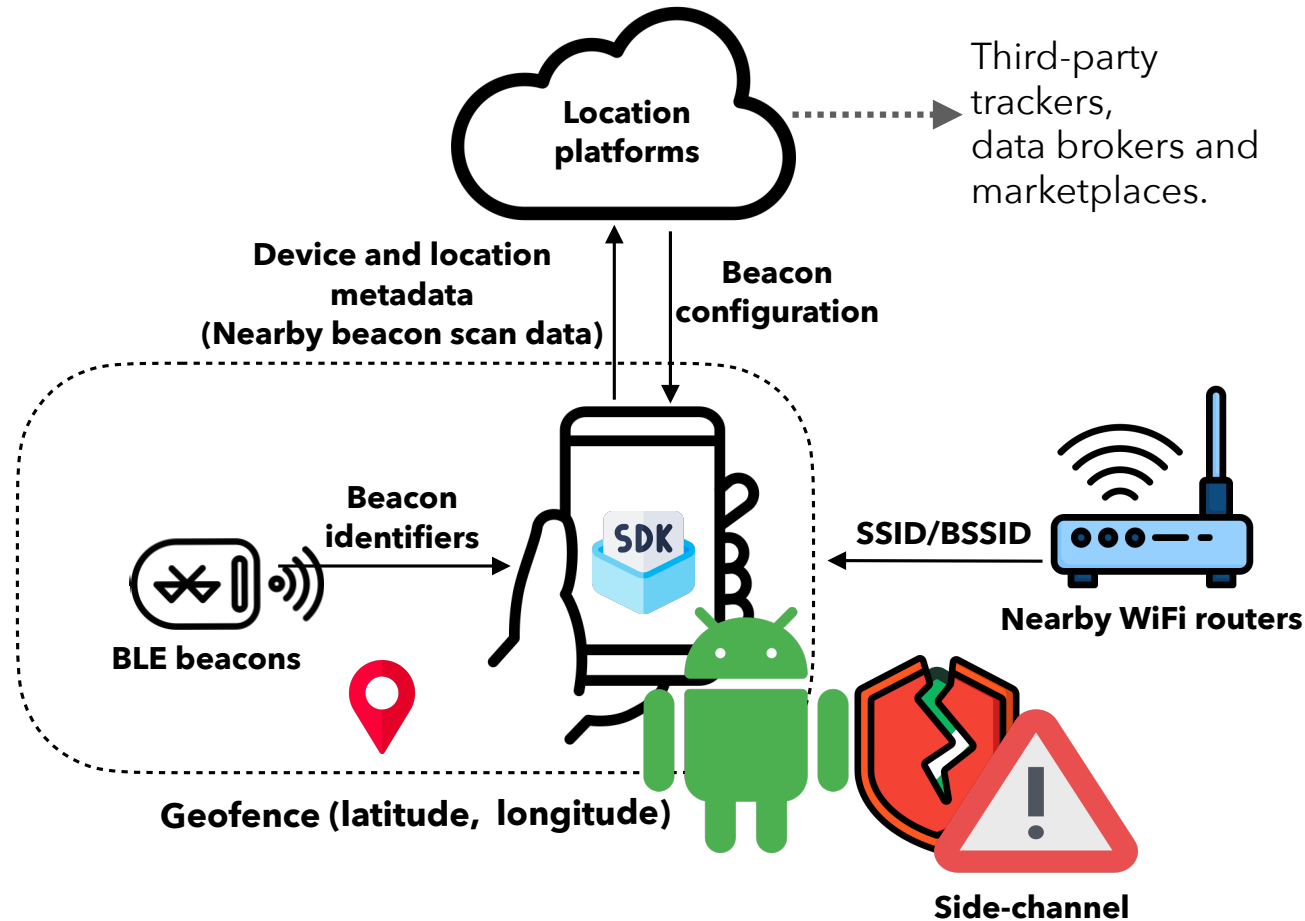 Location
platforms
Third-party
trackers,
data brokers and
marketplaces.
Device and location
metadata
(Nearby beacon scan data)
Beacon
configuration
Beacon
identifiers
SDK
SSID/BSSID
BLE beacons
Nearby WiFi routers
Geofence (latitude, longitude)
Side-channel